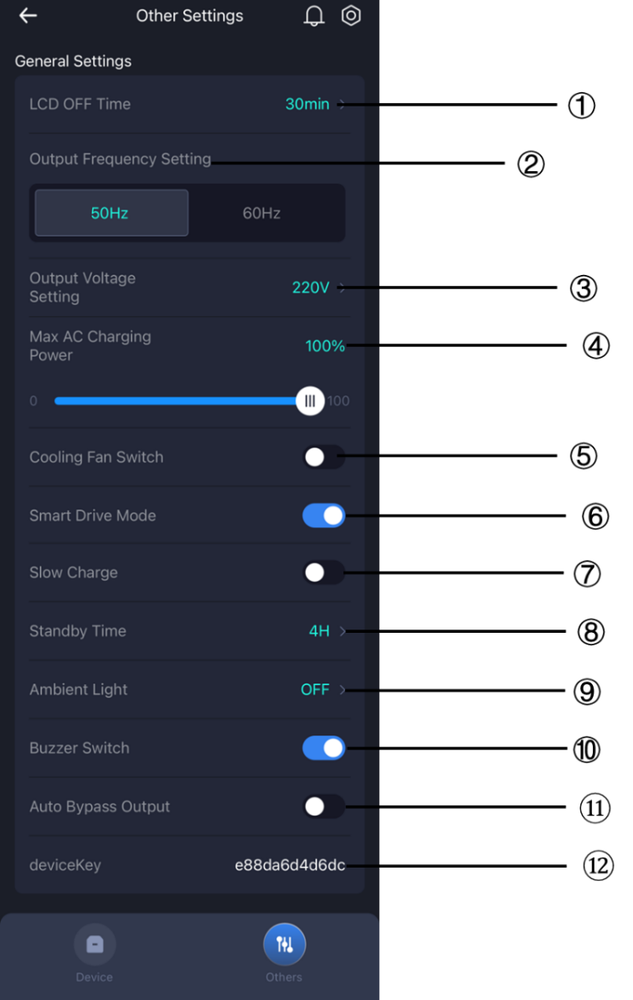 Other Settings
General Settings
LCD OFF Time 30min ①
Output Frequency Setting ②
50Hz 60Hz
Output Voltage
Setting 220V ③
Max AC Charging
Power 100% ④
0 100
Cooling Fan Switch ⑤
Smart Drive Mode ⑥
Slow Charge ⑦
Standby Time 4H ⑧
Ambient Light OFF ⑨
Buzzer Switch ⑩
Auto Bypass Output ⑪
deviceKey e88da6d4d6dc ⑫
Device Others